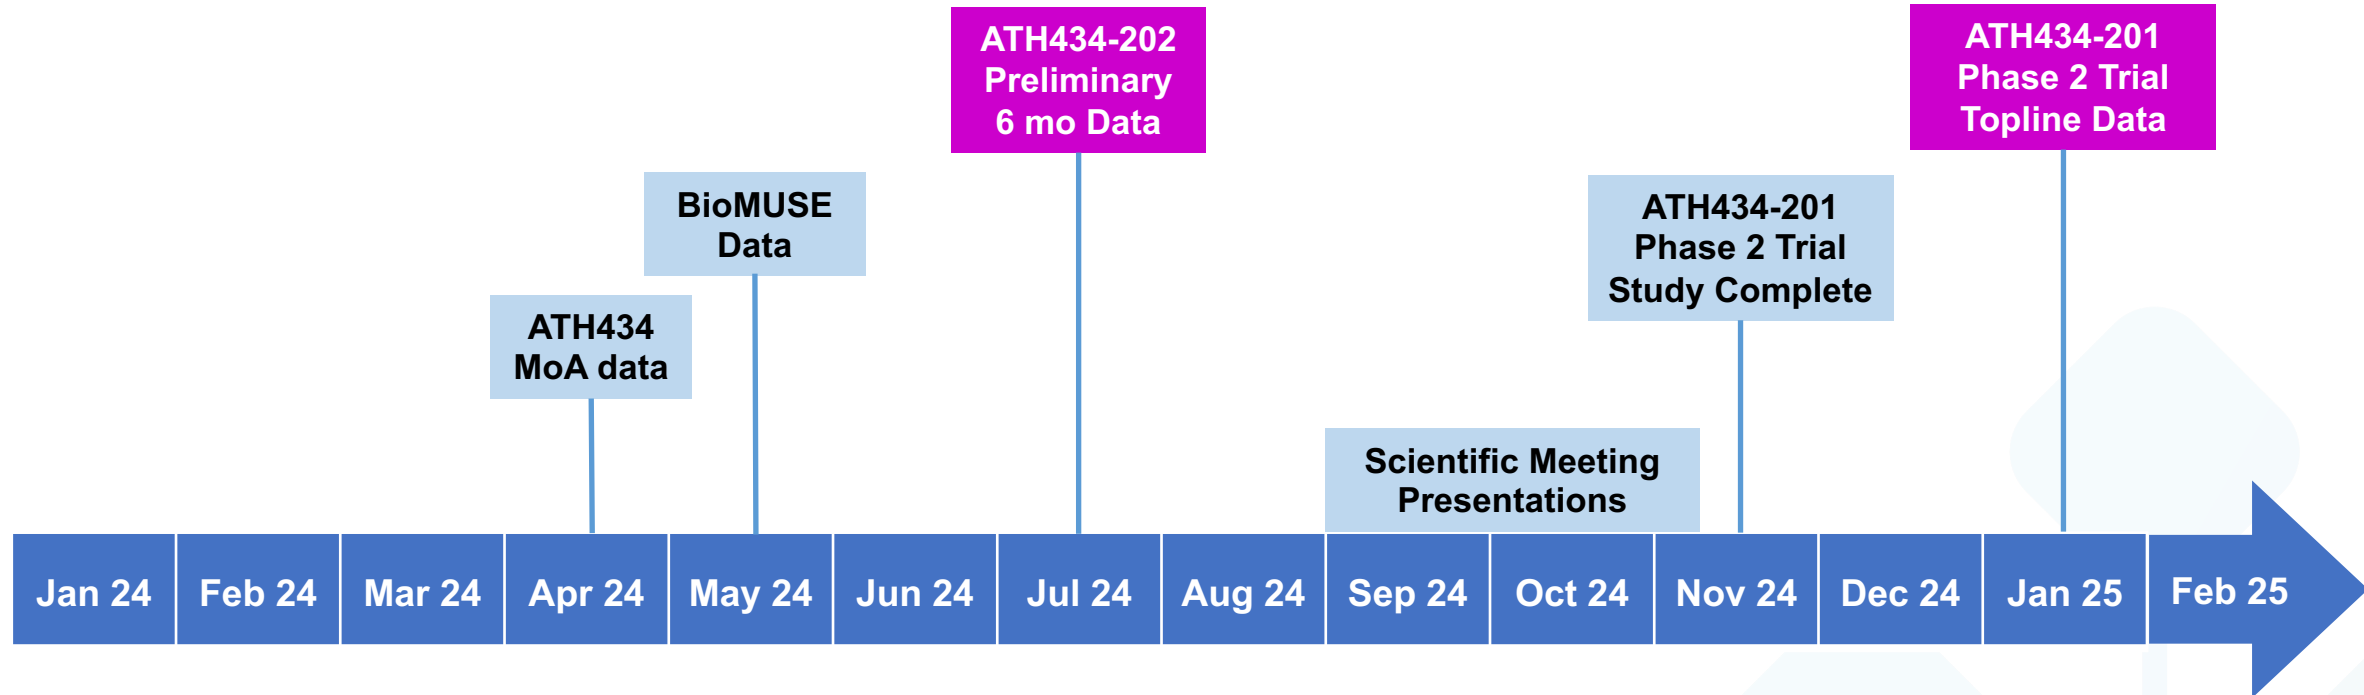 ATH434-202
Preliminary
6 mo Data
ATH434-201
Phase 2 Trial
Topline Data
BioMUSE
Data
ATH434-201
Phase 2 Trial
Study Complete
ATH434
MoA data
Scientific Meeting
Presentations
Jan 24
Feb 24
Mar 24
Apr 24
May 24
Jun 24
Jul 24
Aug 24
Sep 24
Oct 24
Nov 24
Dec 24
Jan 25
Feb 25